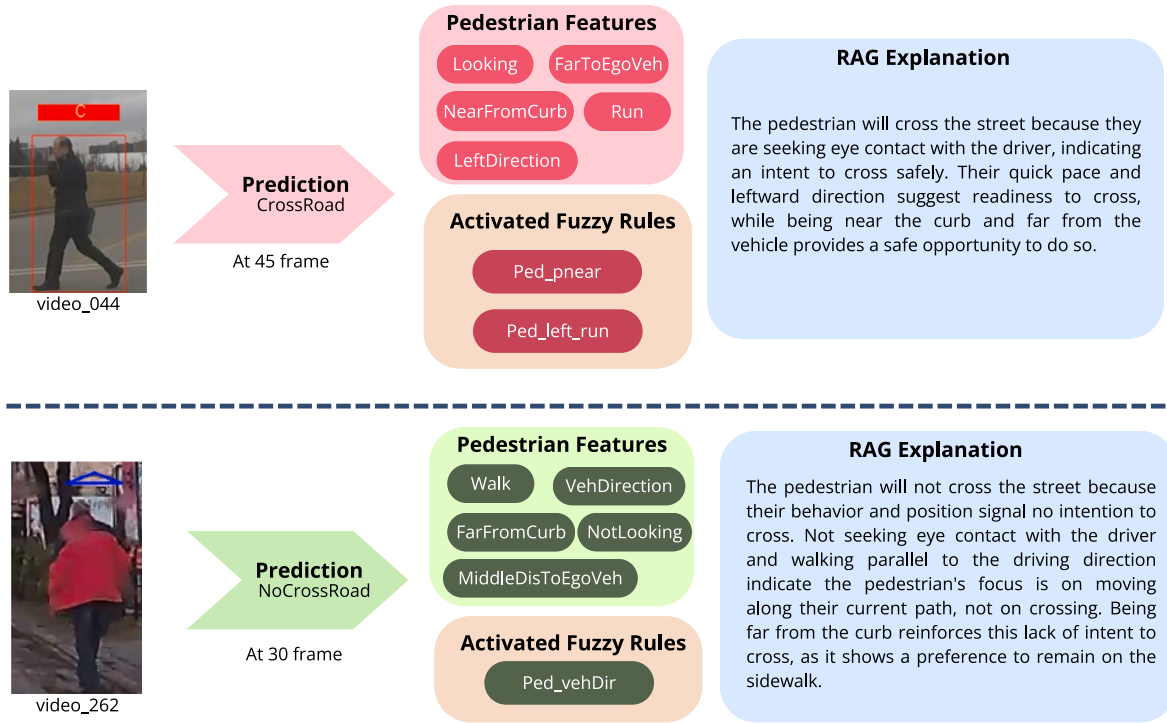 Pedestrian Features
Looking
FarToEgoVeh
NearFromCurb
Run
LeftDirection
C
video_044
Prediction
CrossRoad
At 45 frame
Activated Fuzzy Rules
Ped_pnear
Ped_left_run
RAG Explanation
The pedestrian will cross the street because they
are seeking eye contact with the driver, indicating
an intent to cross safely. Their quick pace and
leftward direction suggest readiness to cross,
while being near the curb and far from the
vehicle provides a safe opportunity to do so.
Pedestrian Features
Walk
VehDirection
FarFromCurb
NotLooking
MiddleDisToEgoVeh
video_262
Prediction
NoCrossRoad
At 30 frame
Activated Fuzzy Rules
Ped_vehDir
RAG Explanation
The pedestrian will not cross the street because
their behavior and position signal no intention to
cross. Not seeking eye contact with the driver
and walking parallel to the driving direction
indicate the pedestrian's focus is on moving
along their current path, not on crossing. Being
far from the curb reinforces this lack of intent to
cross, as it shows a preference to remain on the
sidewalk.